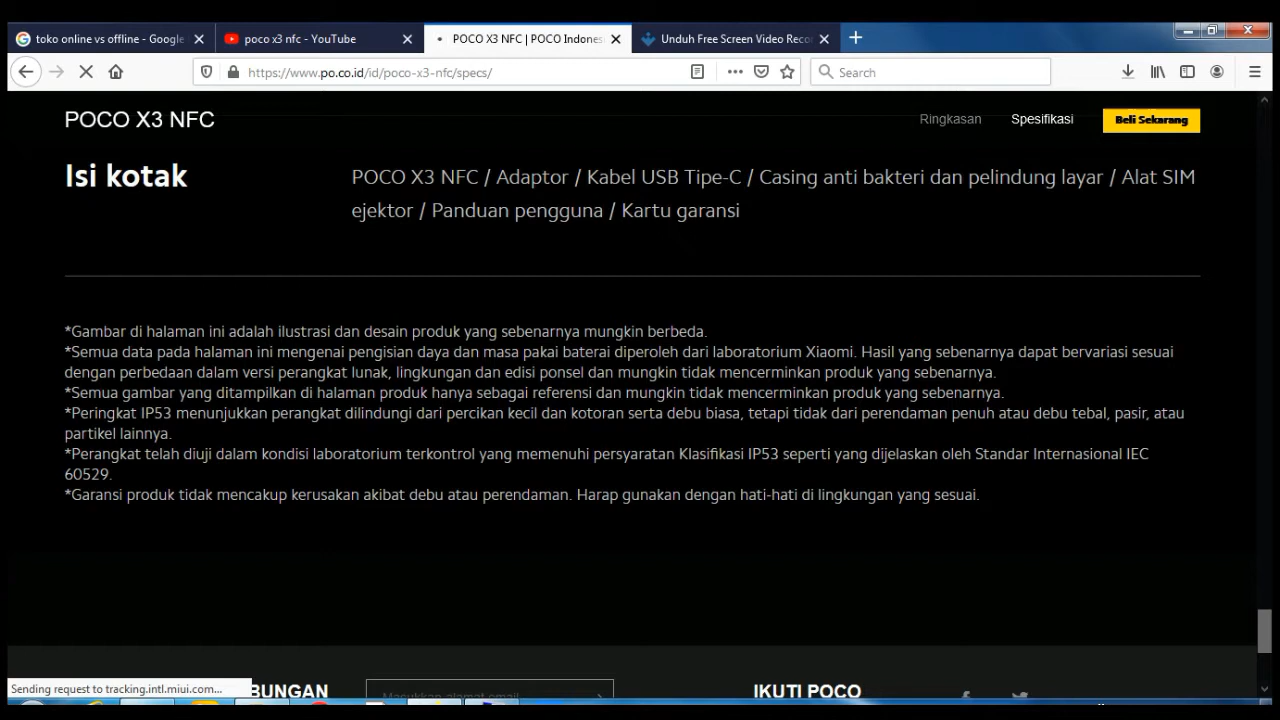 toko online vs offline - Google
poco x3 nfc - YouTube
POCO X3 NFC | POCO Indones
Unduh Free Screen Video Reco
https://www.po.co.id/id/poco-x3-nfc/specs/
Search
POCO X3 NFC
Ringkasan
Spesifikasi
Beli Sekarang
Isi kotak
POCO X3 NFC / Adaptor / Kabel USB Tipe-C / Casing anti bakteri dan pelindung layar / Alat SIM
ejektor / Panduan pengguna / Kartu garansi
*Gambar di halaman ini adalah ilustrasi dan desain produk yang sebenarnya mungkin berbeda.
*Semua data pada halaman ini mengenai pengisian daya dan masa pakai baterai diperoleh dari laboratorium Xiaomi. Hasil yang sebenarnya dapat bervariasi sesuai
dengan perbedaan dalam versi perangkat lunak, lingkungan dan edisi ponsel dan mungkin tidak mencerminkan produk yang sebenarnya.
*Semua gambar yang ditampilkan di halaman produk hanya sebagai referensi dan mungkin tidak mencerminkan produk yang sebenarnya.
*Peringkat IP53 menunjukkan perangkat dilindungi dari percikan kecil dan kotoran serta debu biasa, tetapi tidak dari perendaman penuh atau debu tebal, pasir, atau
partikel lainnya.
*Perangkat telah diuji dalam kondisi laboratorium terkontrol yang memenuhi persyaratan Klasifikasi IP53 seperti yang dijelaskan oleh Standar Internasional IEC
60529.
*Garansi produk tidak mencakup kerusakan akibat debu atau perendaman. Harap gunakan dengan hati-hati di lingkungan yang sesuai.
Sending request to tracking.intl.miui.com...
BUNGAN
Masukkan alamat email
IKUTI POCO